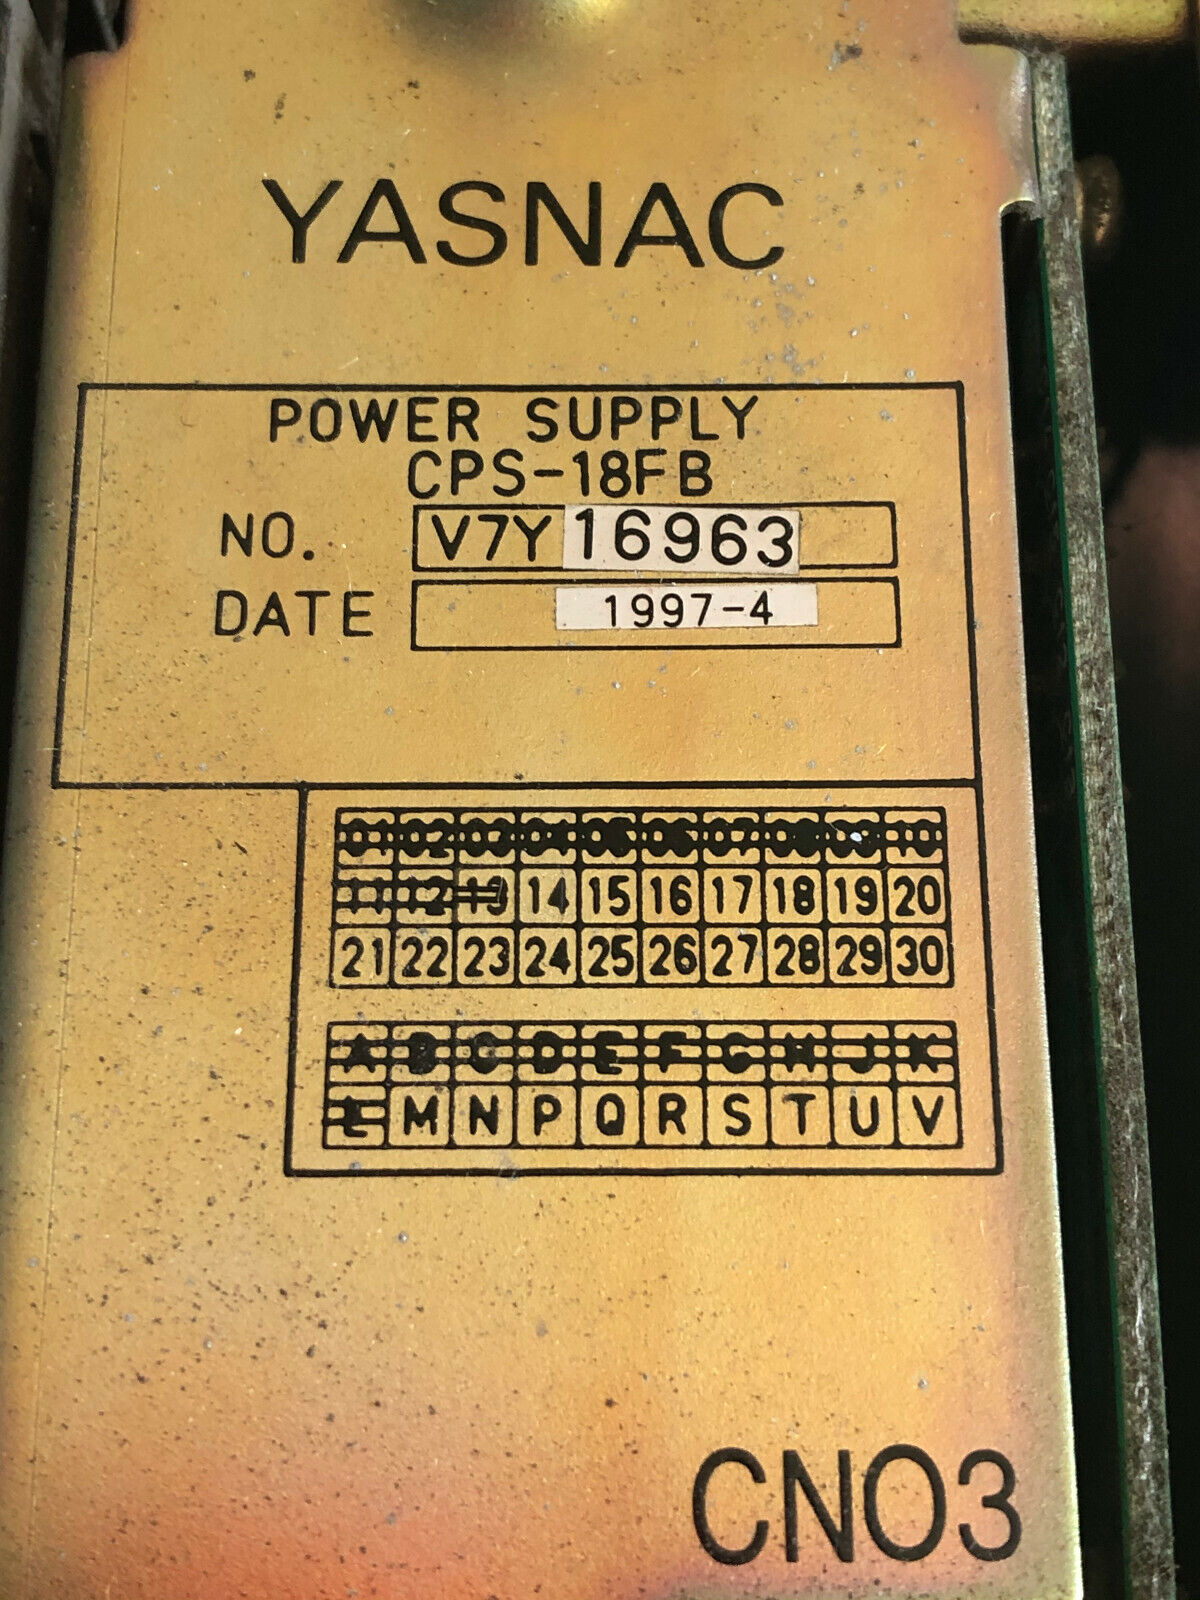 YASNAC
POWER SUPPLY
CPS-18FB
NO. V7Y16963
DATE 1997-4
01 02 03 04 05 06 07 08 09 10
11 12 13 14 15 16 17 18 19 20
21 22 23 24 25 26 27 28 29 30
A B C D E F G H J K
L M N P Q R S T U V
CN03